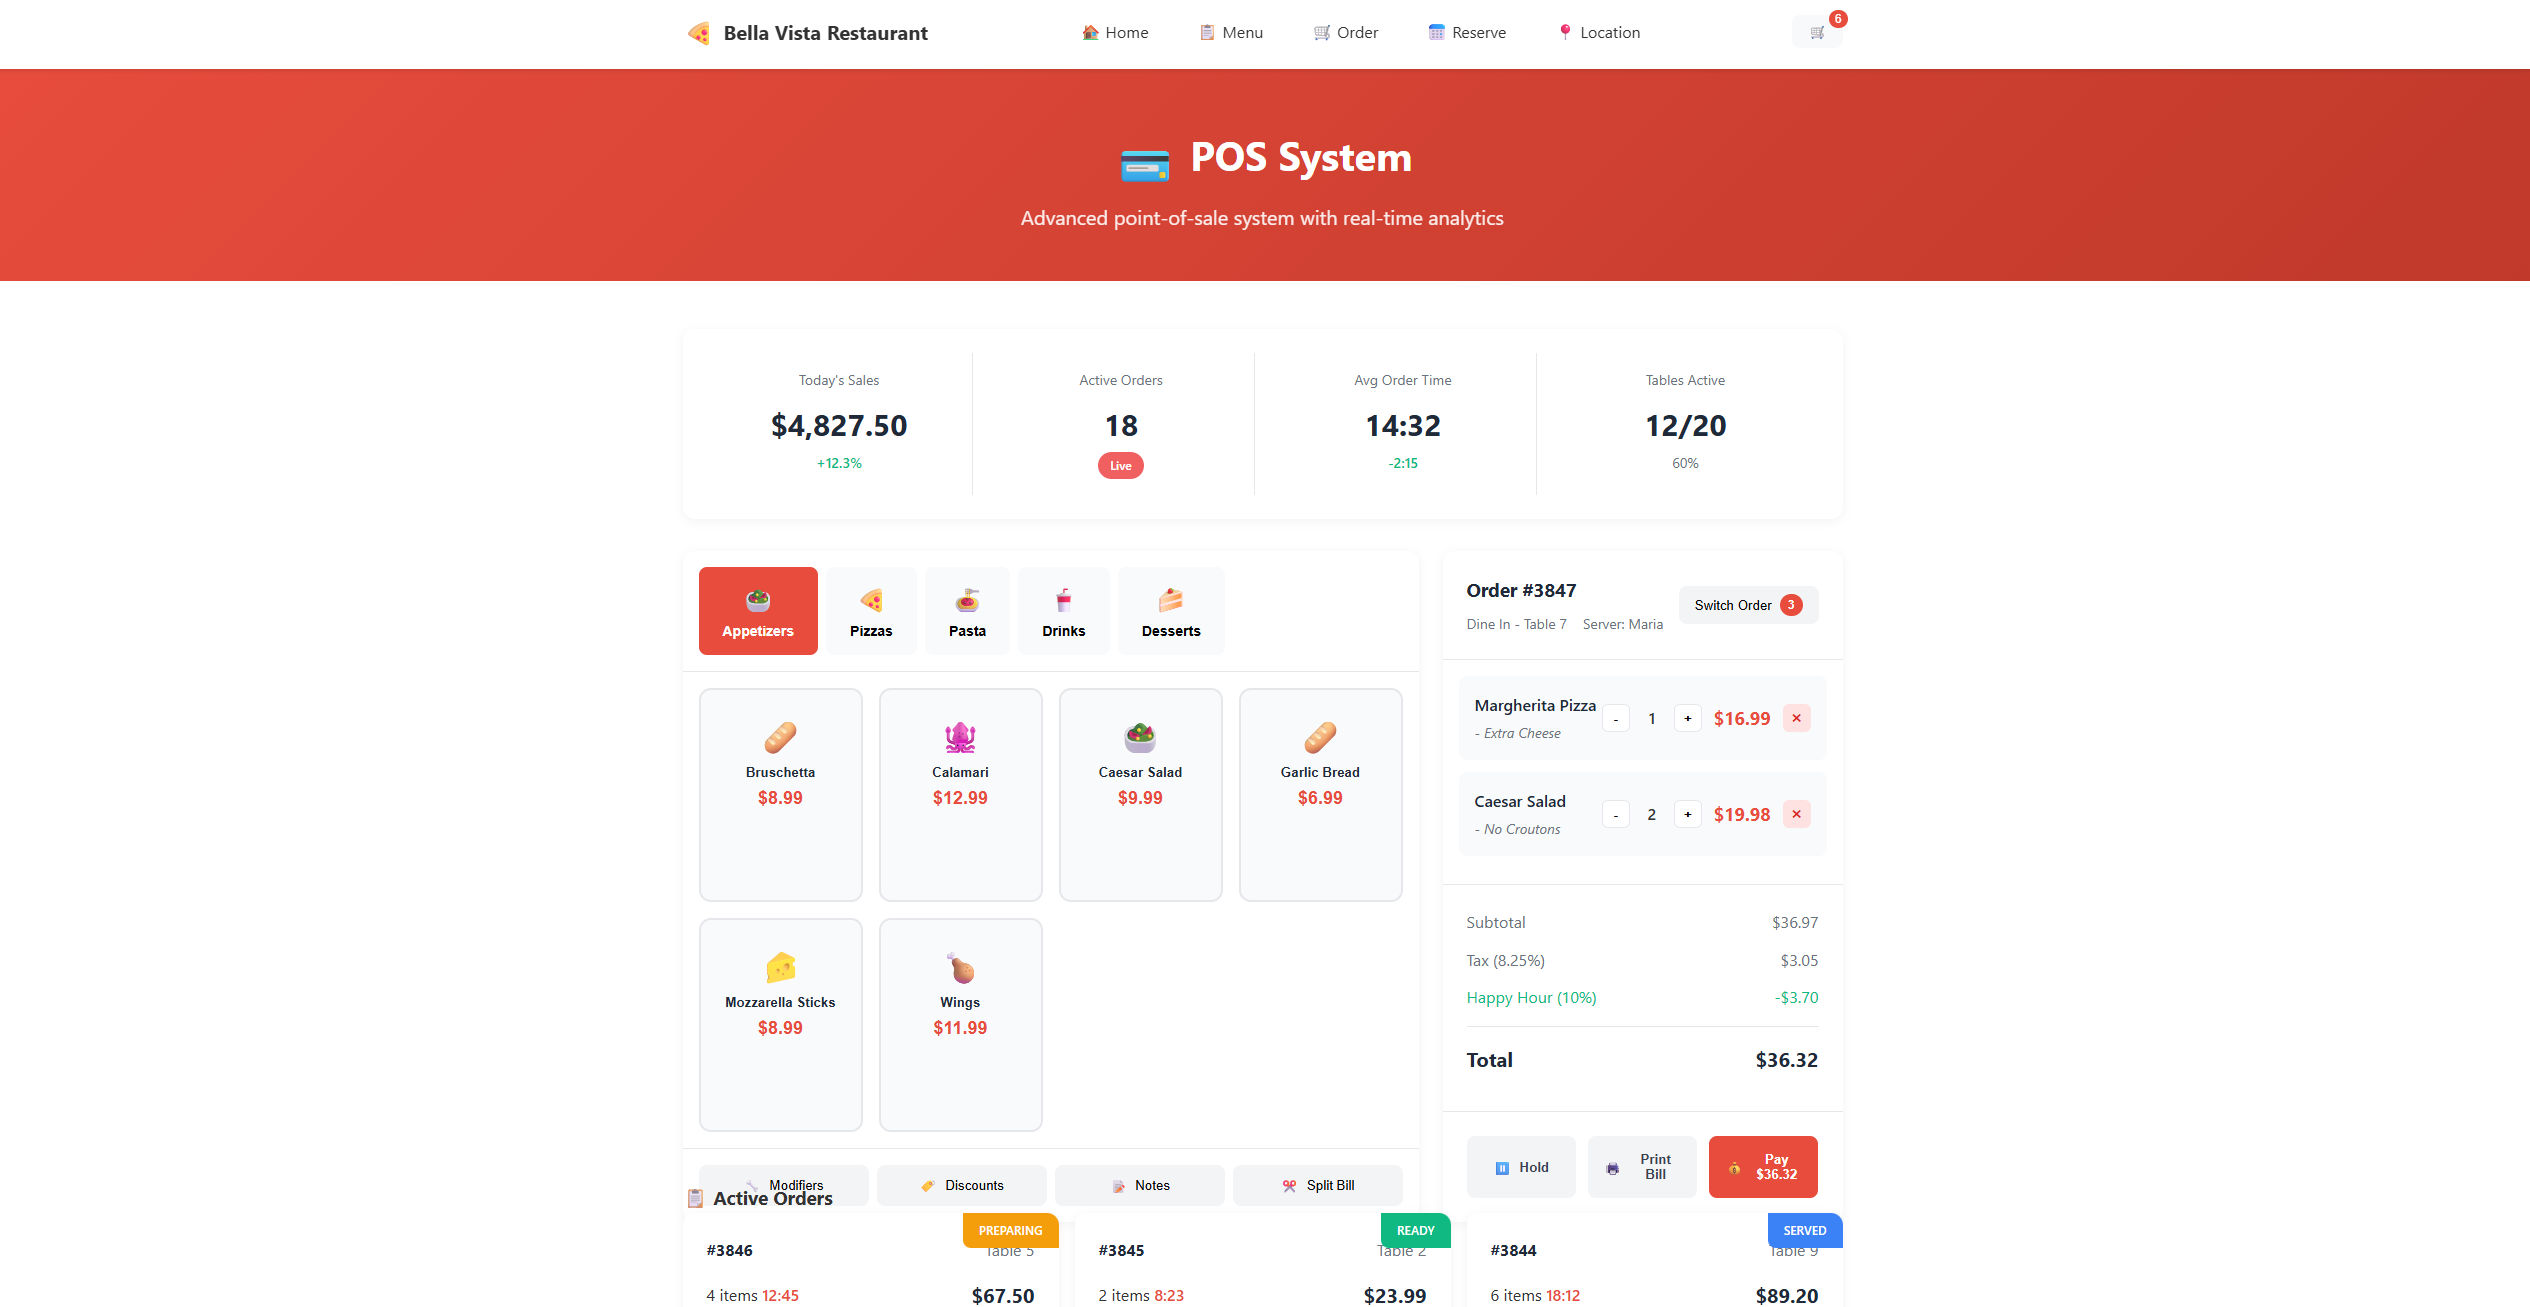 Bella Vista Restaurant
Home
Menu
Order
Reserve
Location
6
POS System
Advanced point-of-sale system with real-time analytics
Today's Sales
$4,827.50
+12.3%
Active Orders
18
Live
Avg Order Time
14:32
-2:15
Tables Active
12/20
60%
Appetizers
Pizzas
Pasta
Drinks
Desserts
Bruschetta
$8.99
Calamari
$12.99
Caesar Salad
$9.99
Garlic Bread
$6.99
Mozzarella Sticks
$8.99
Wings
$11.99
Modifiers
Discounts
Notes
Split Bill
Order #3847
Dine In - Table 7 Server: Maria
Switch Order 3
Margherita Pizza
- Extra Cheese
- 1 + $16.99 ×
Caesar Salad
- No Croutons
- 2 + $19.98 ×
Subtotal $36.97
Tax (8.25%) $3.05
Happy Hour (10%) -$3.70
Total $36.32
Hold
Print
Bill
Pay
$36.32
Active Orders
PREPARING
#3846 Table 5
4 items 12:45 $67.50
READY
#3845 Table 2
2 items 8:23 $23.99
SERVED
#3844 Table 9
6 items 18:12 $89.20